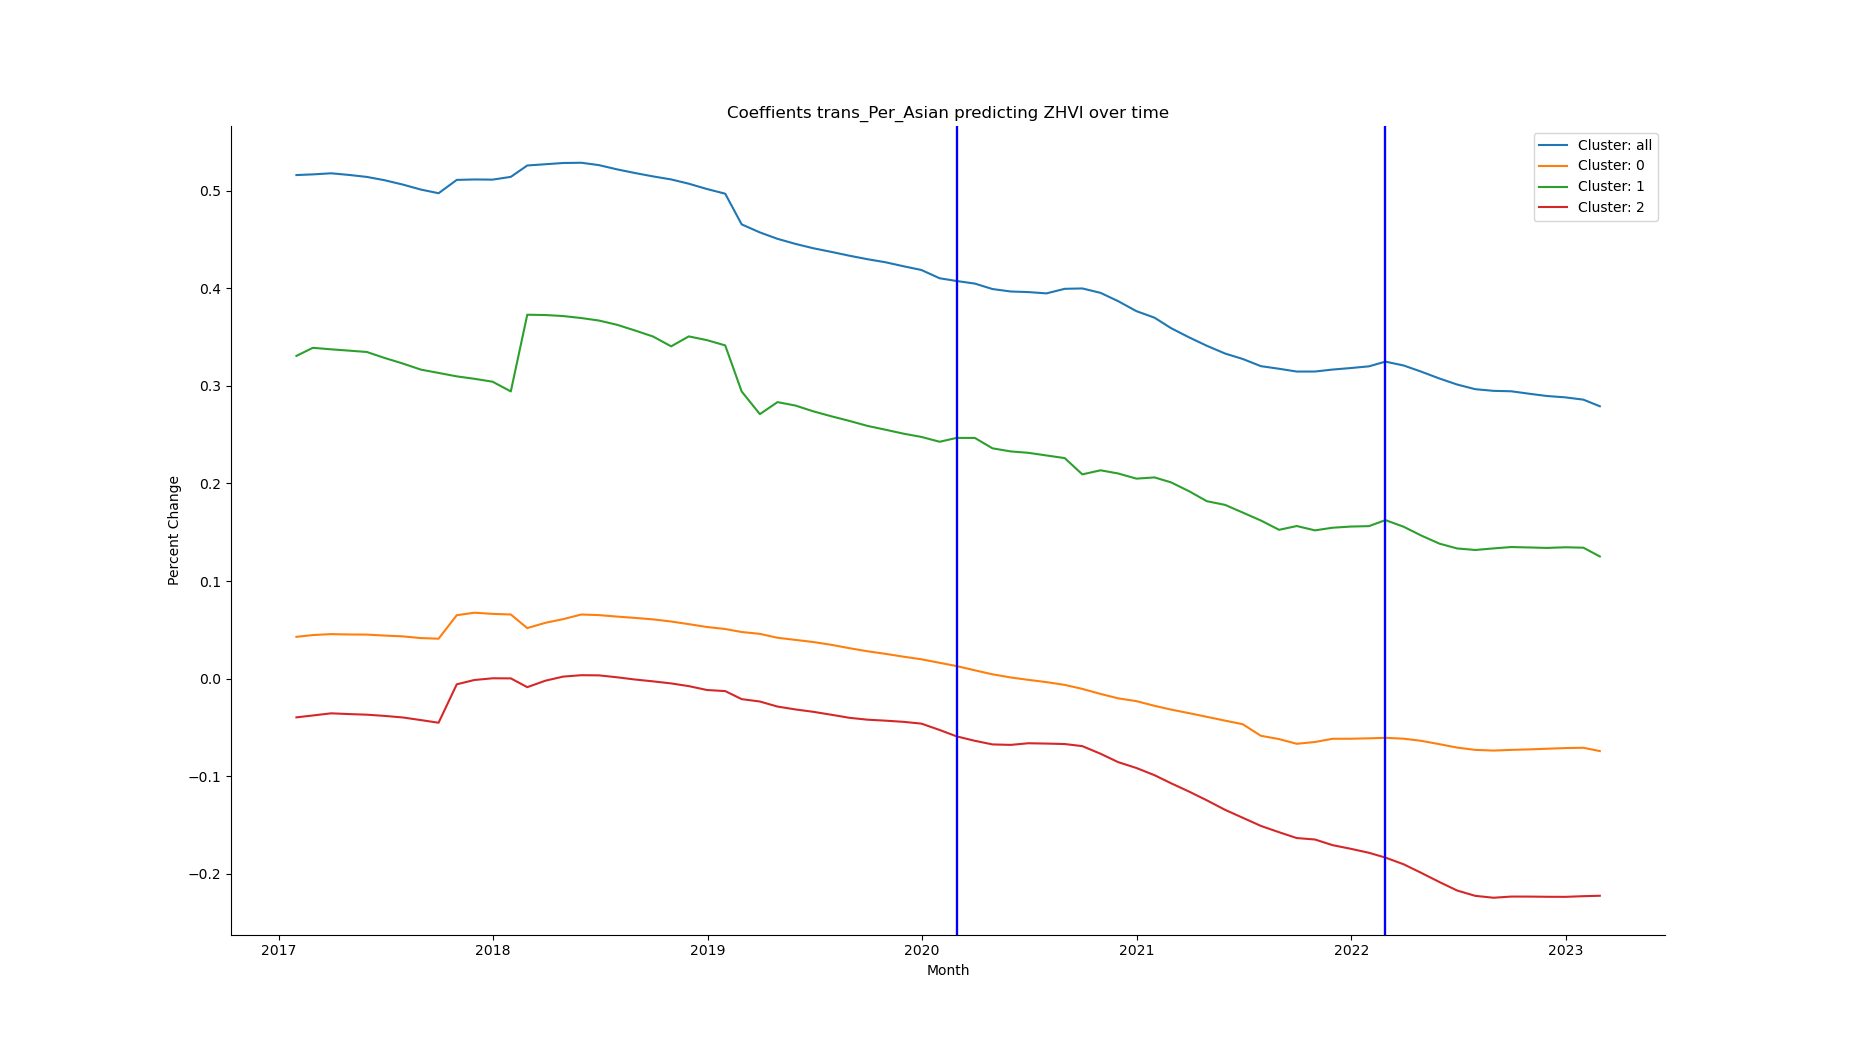 Coeffients trans_Per_Asian predicting ZHVI over time
Cluster: all
Cluster: 0
Cluster: 1
Cluster: 2
Percent Change
0.5
0.4
0.3
0.2
0.1
0.0
−0.1
−0.2
2017 2018 2019 2020 2021 2022 2023
Month